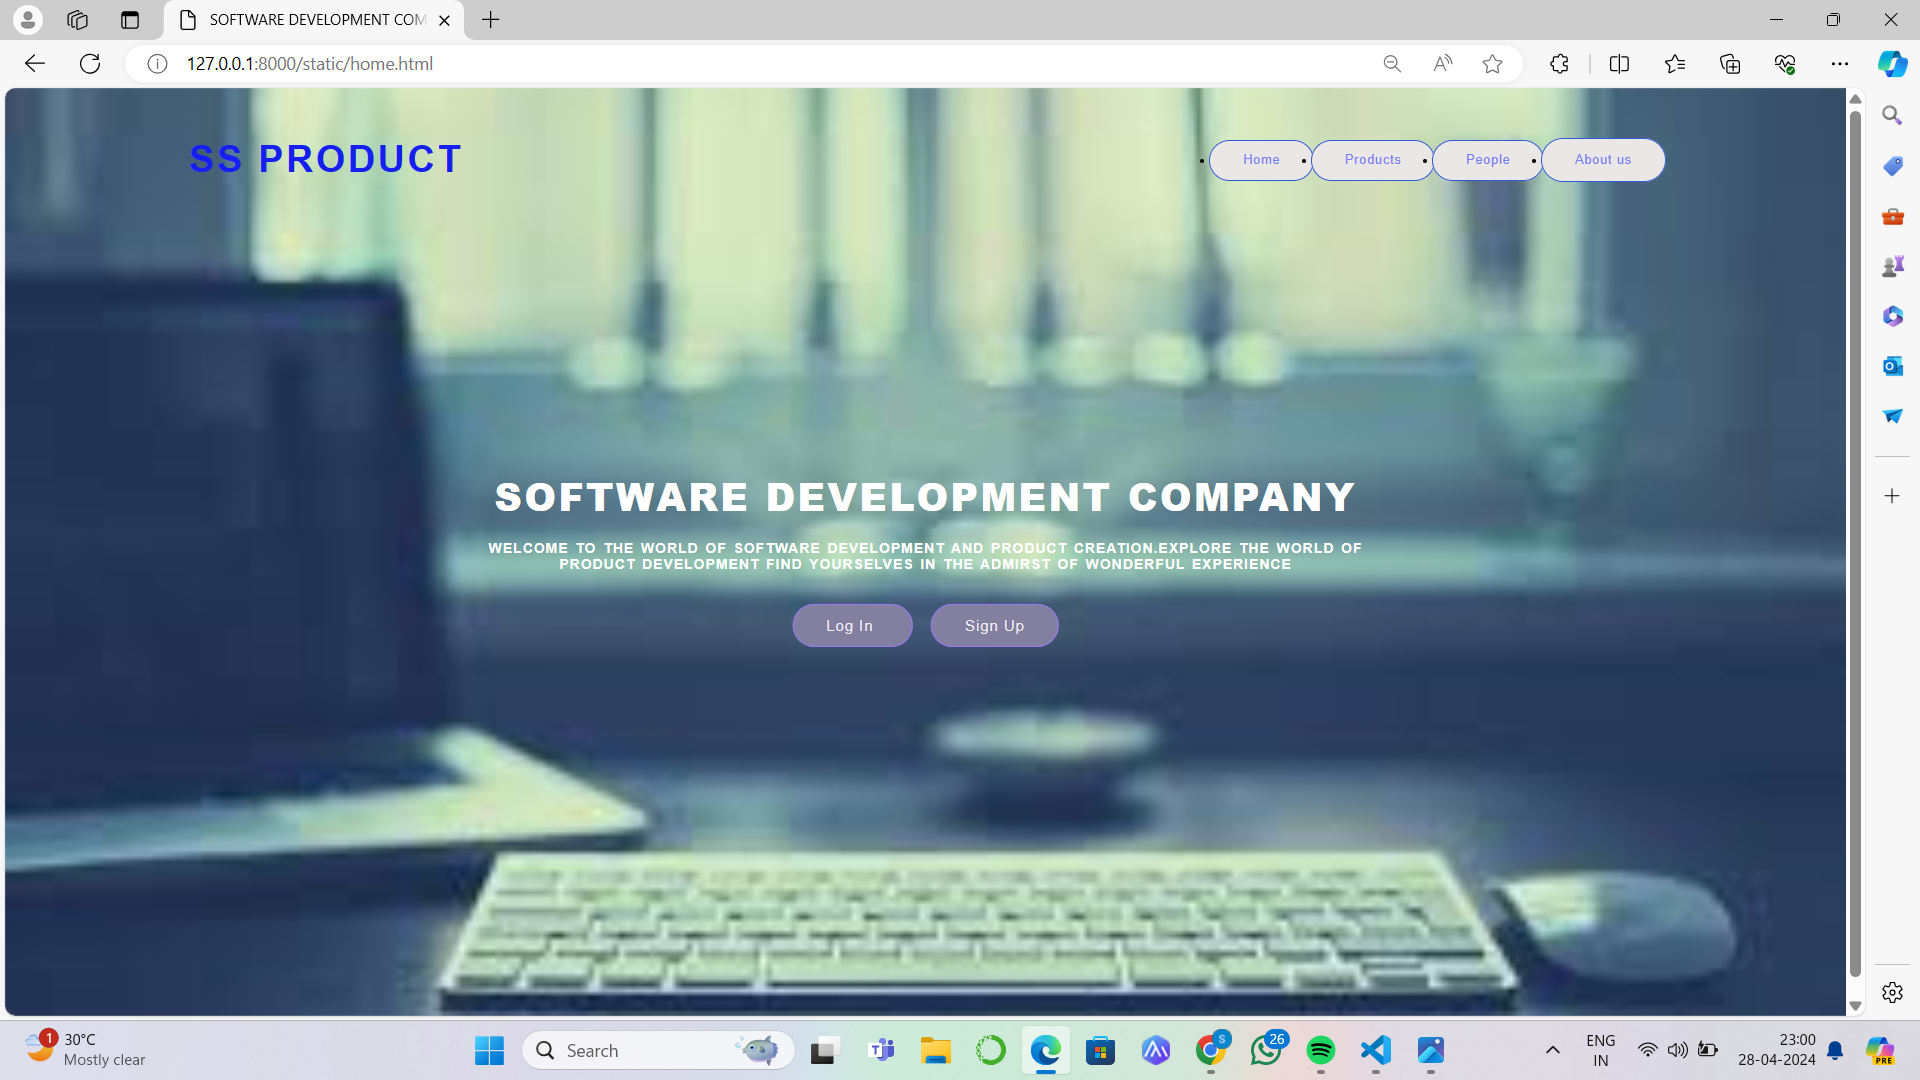 SOFTWARE DEVELOPMENT COM
127.0.0.1:8000/static/home.html
SS PRODUCT
Home
Products
People
About us
SOFTWARE DEVELOPMENT COMPANY
WELCOME TO THE WORLD OF SOFTWARE DEVELOPMENT AND PRODUCT CREATION.EXPLORE THE WORLD OF
PRODUCT DEVELOPMENT FIND YOURSELVES IN THE ADMIRST OF WONDERFUL EXPERIENCE
Log In
Sign Up
1
30°C
Mostly clear
Search
S
26
ENG
IN
23:00
28-04-2024
PRE